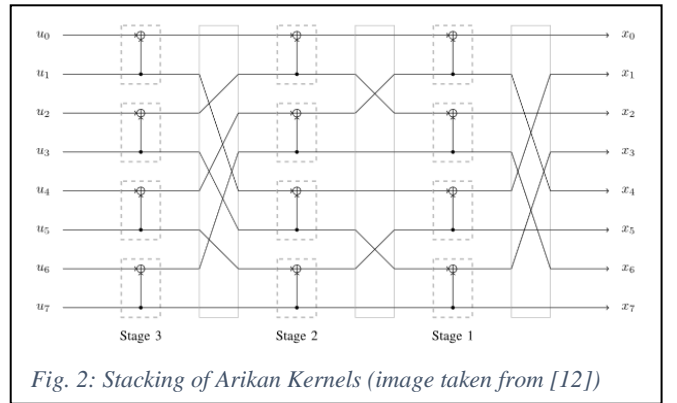 u0 x0
u1 x1
u2 x2
u3 x3
u4 x4
u5 x5
u6 x6
u7 x7
Stage 3 Stage 2 Stage 1
Fig. 2: Stacking of Arikan Kernels (image taken from [12])